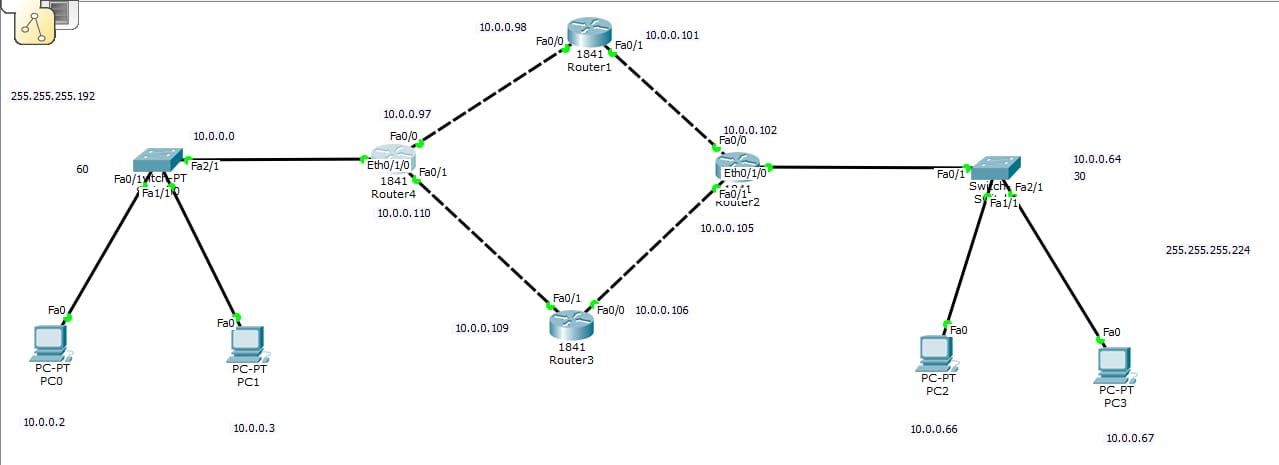 10.0.0.98
Fa0/0
Fa0/1
10.0.0.101
1841
Router1
255.255.255.192
10.0.0.97
10.0.0.0
Fa0/0
10.0.0.102
Fa0/0
60
Fa2/1
Eth0/1/0
Fa0/1
1841
Router4
Fa0/1
-PT
Fa1/1
10.0.0.110
Eth0/1/0
Fa0/1
Router2
10.0.0.105
Fa0/1
Switch
Fa2/1
Fa1/1
10.0.0.64
30
255.255.255.224
Fa0/1
Fa0/0
10.0.0.106
10.0.0.109
1841
Router3
Fa0
PC-PT
PC0
10.0.0.2
Fa0
PC-PT
PC1
10.0.0.3
Fa0
PC-PT
PC2
10.0.0.66
Fa0
PC-PT
PC3
10.0.0.67